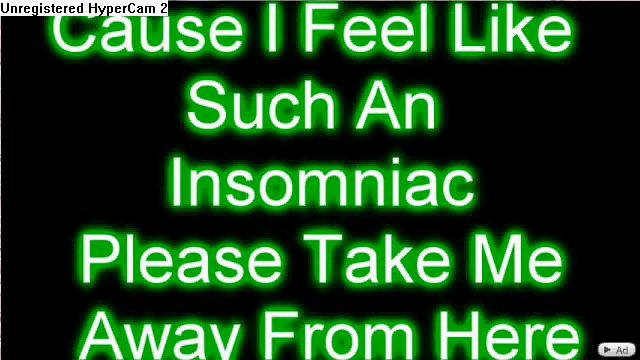 Unregistered HyperCam 2
Cause I Feel Like
Such An
Insomniac
Please Take Me
Away From Here
Ad